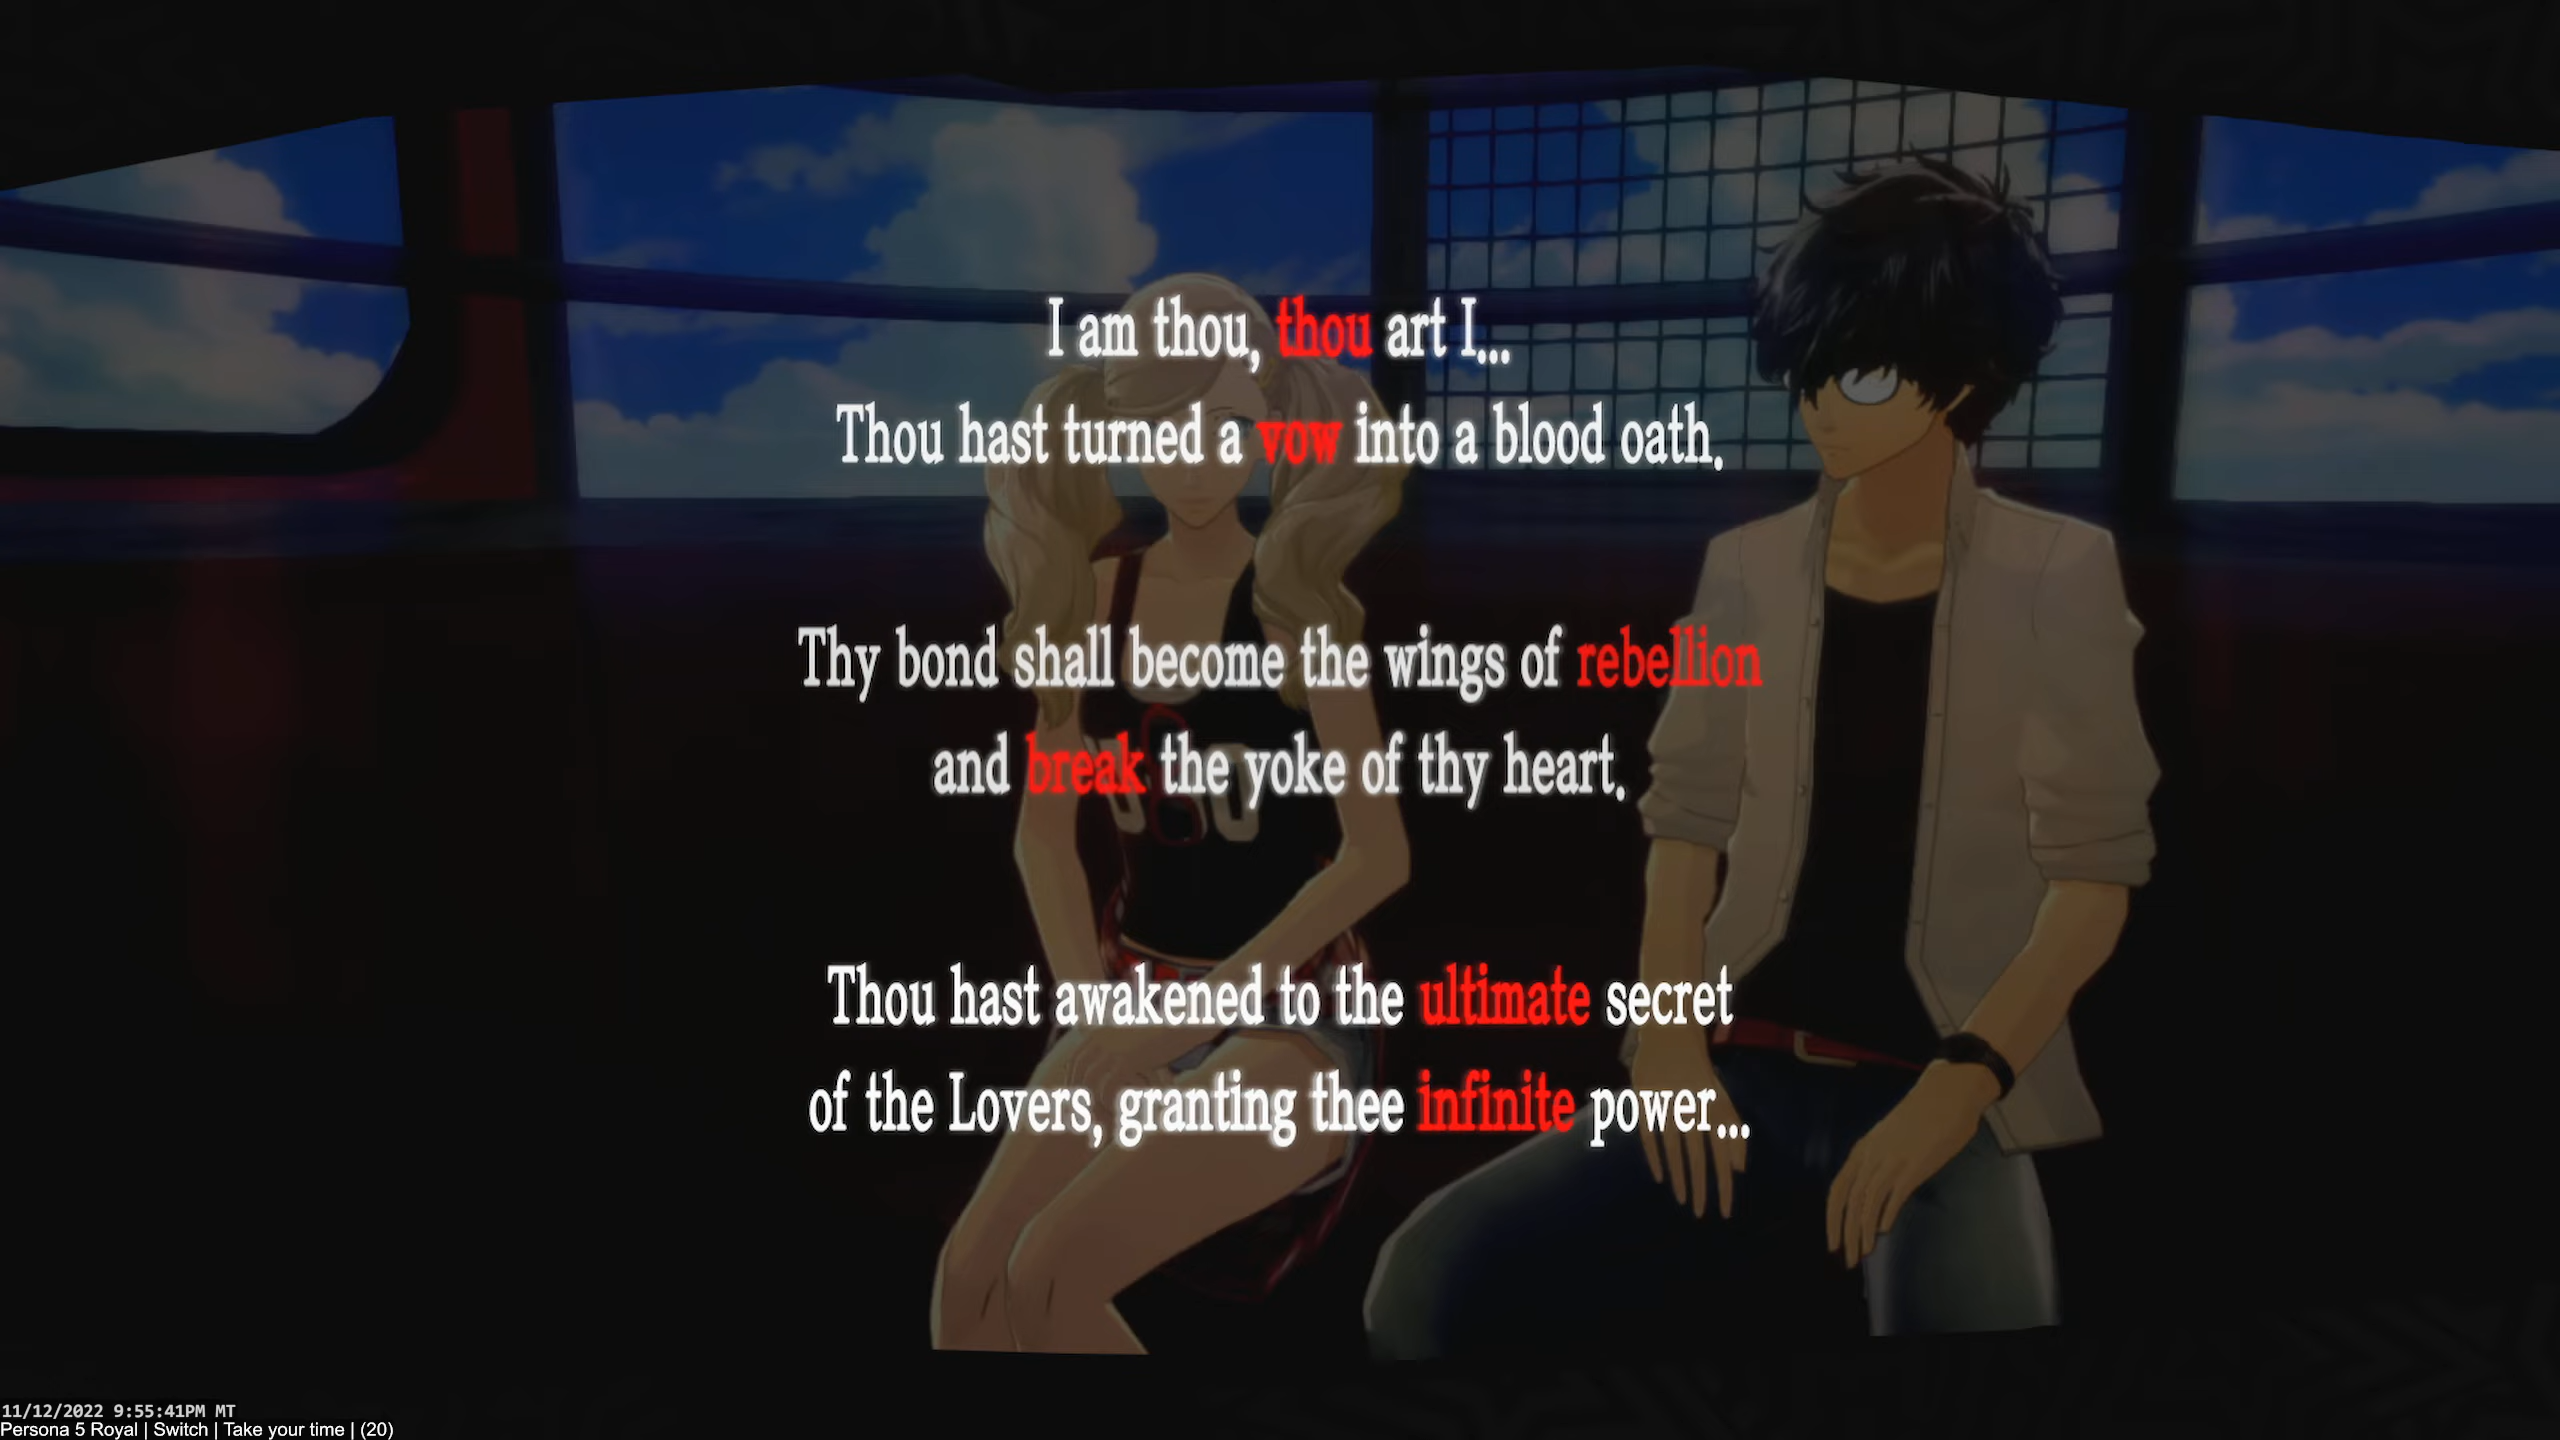 I am thou, thou art I...
Thou hast turned a vow into a blood oath.
Thy bond shall become the wings of rebellion
and break the yoke of thy heart.
Thou hast awakened to the ultimate secret
of the Lovers, granting thee infinite power...
11/12/2022 9:55:41PM MT
Persona 5 Royal | Switch | Take your time | (20)